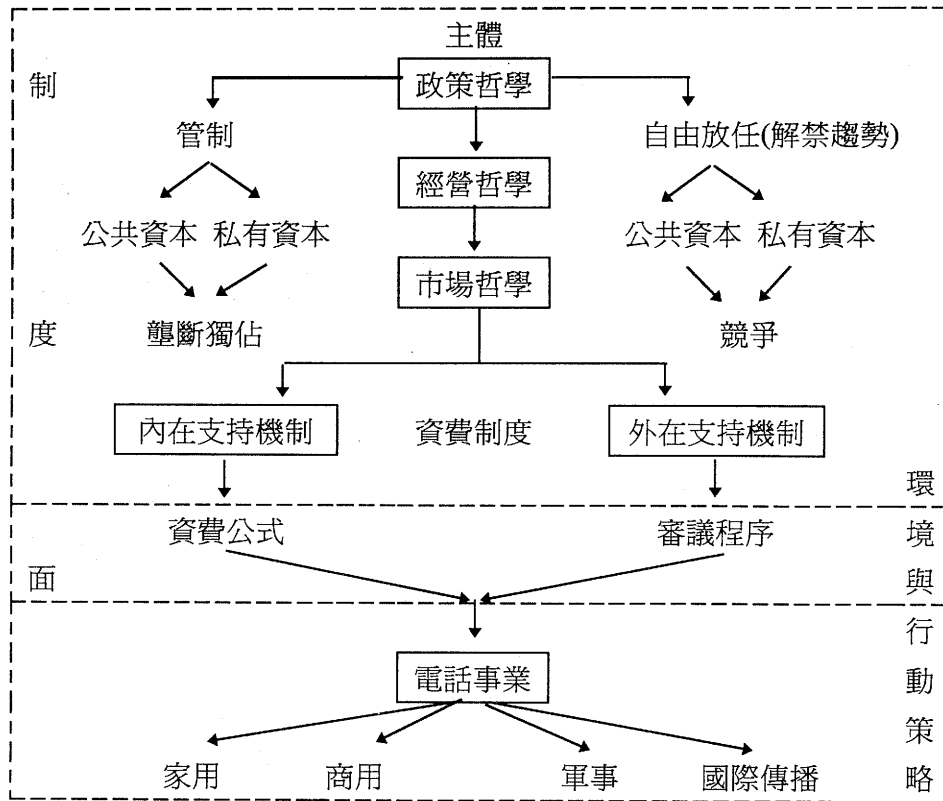 主體
制
政策哲學
管制
自由放任(解禁趨勢)
經營哲學
公共資本 私有資本
公共資本 私有資本
市場哲學
度
壟斷獨佔
競爭
內在支持機制
資費制度
外在支持機制
環
資費公式
審議程序
境
面
與
行
電話事業
動
策
家用
商用
軍事
國際傳播
略